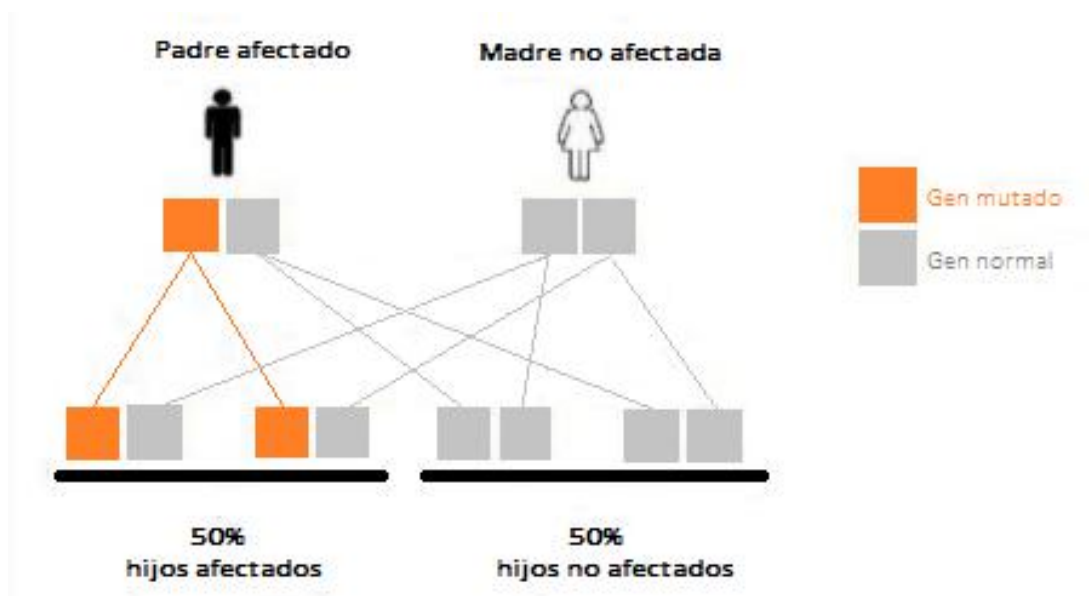 Padre afectado
Madre no afectada
Gen mutado
Gen normal
50%
hijos afectados
50%
hijos no afectados